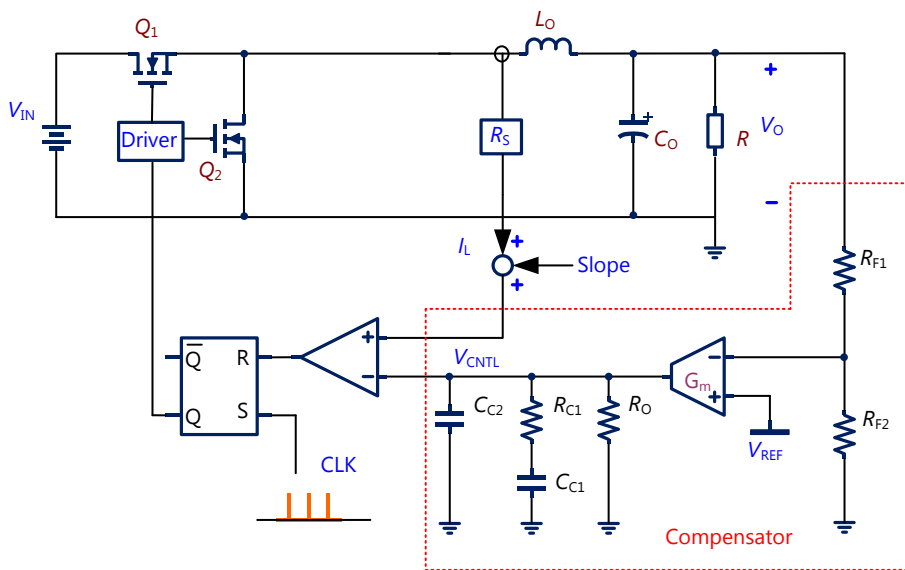 Q1
LO
VIN
Driver
Q2
RS
CO
R
+
VO
−
IL
+
+
Slope
RF1
Q
R
Q
S
+
−
VCNTL
Gm
−
+
CC2
RC1
RO
CC1
VREF
RF2
CLK
Compensator